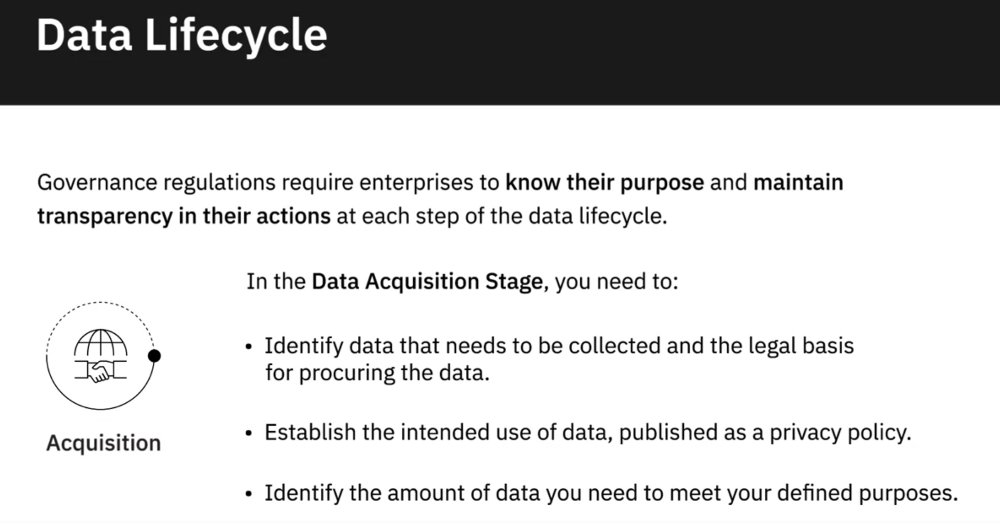 Data Lifecycle
Governance regulations require enterprises to know their purpose and maintain
transparency in their actions at each step of the data lifecycle.
In the Data Acquisition Stage, you need to:
• Identify data that needs to be collected and the legal basis
for procuring the data.
• Establish the intended use of data, published as a privacy policy.
• Identify the amount of data you need to meet your defined purposes.
Acquisition